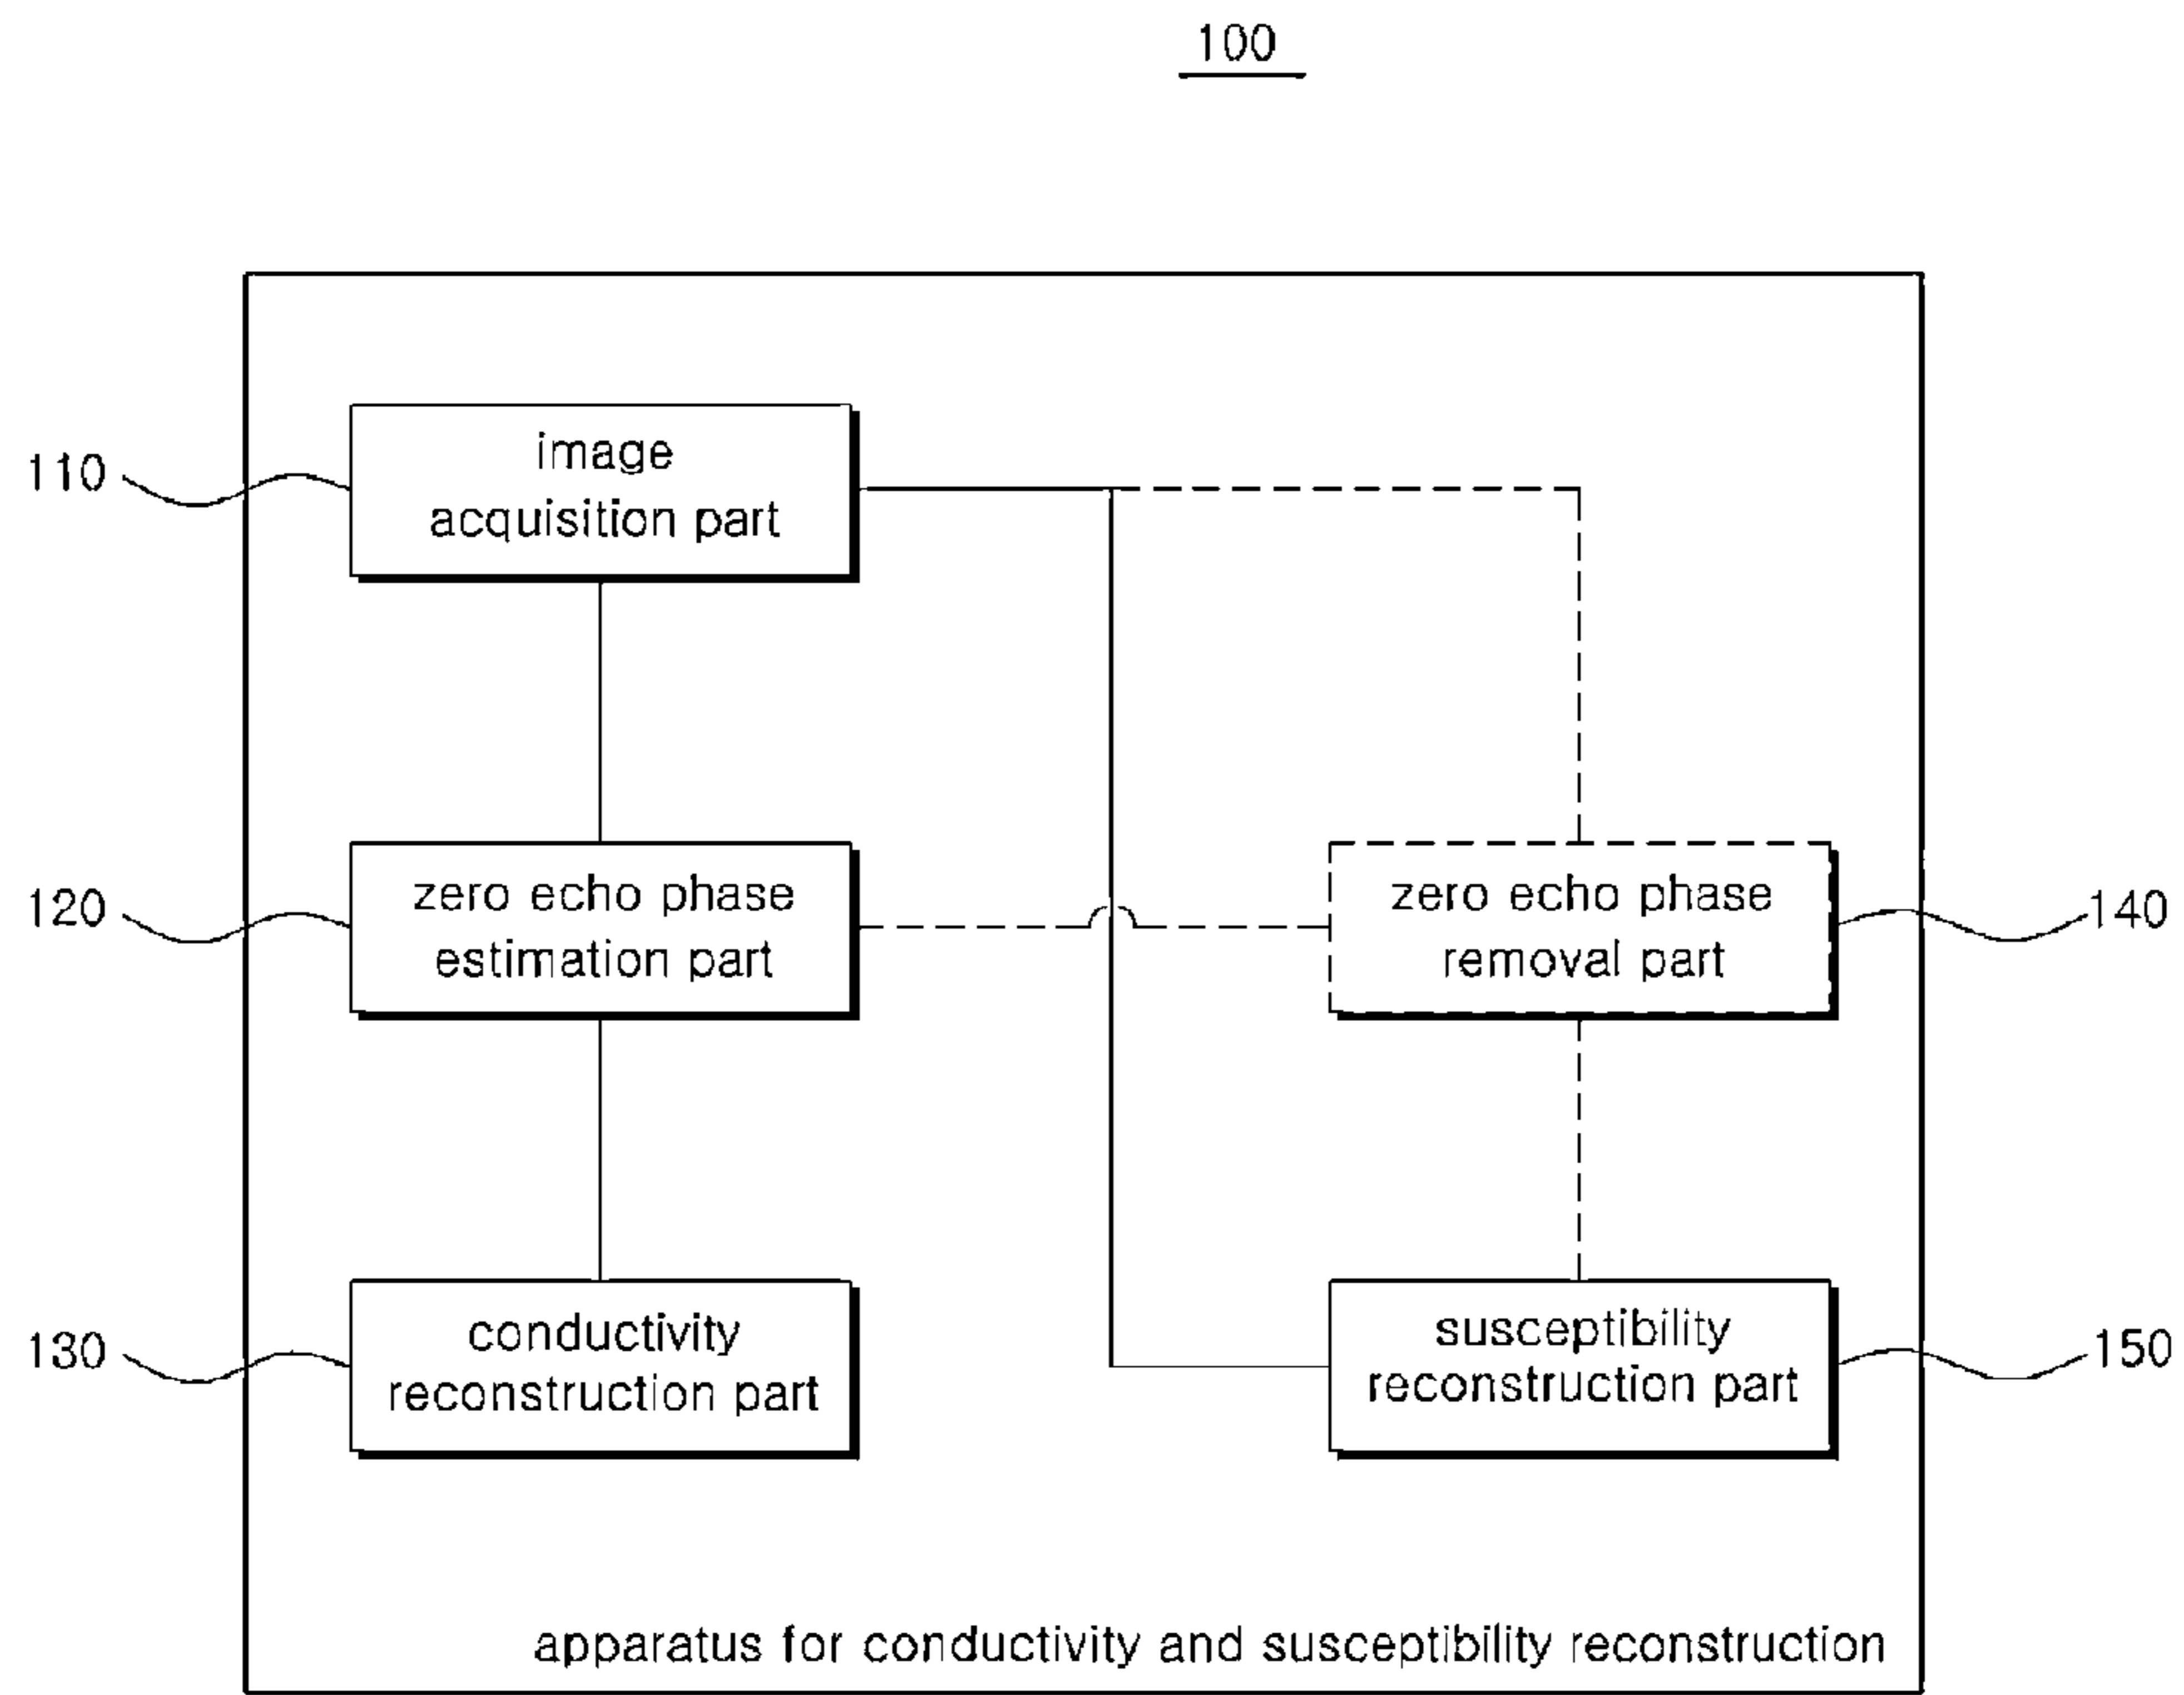 100
110
image
acquisition part
120
zero echo phase
estimation part
zero echo phase
removal part
140
130
conductivity
reconstruction part
susceptibility
reconstruction part
150
apparatus for conductivity and susceptibility reconstruction